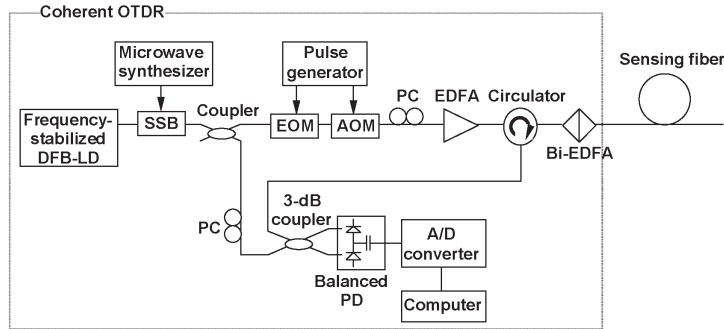 Coherent OTDR
Microwave
synthesizer
Pulse
generator
Sensing fiber
Frequency-
stabilized
DFB-LD
SSB
Coupler
EOM
AOM
PC
EDFA
Circulator
Bi-EDFA
PC
3-dB
coupler
Balanced
PD
A/D
converter
Computer